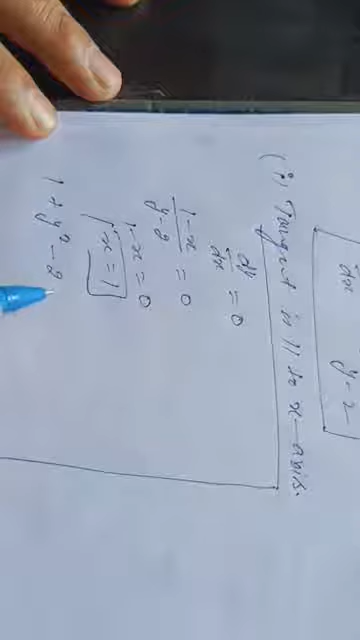 dx y-2
(i) Tangent is || to x-axis.
dy/dx = 0
1-x/y-2 = 0
1-x = 0
x = 1
1 + y² - 2